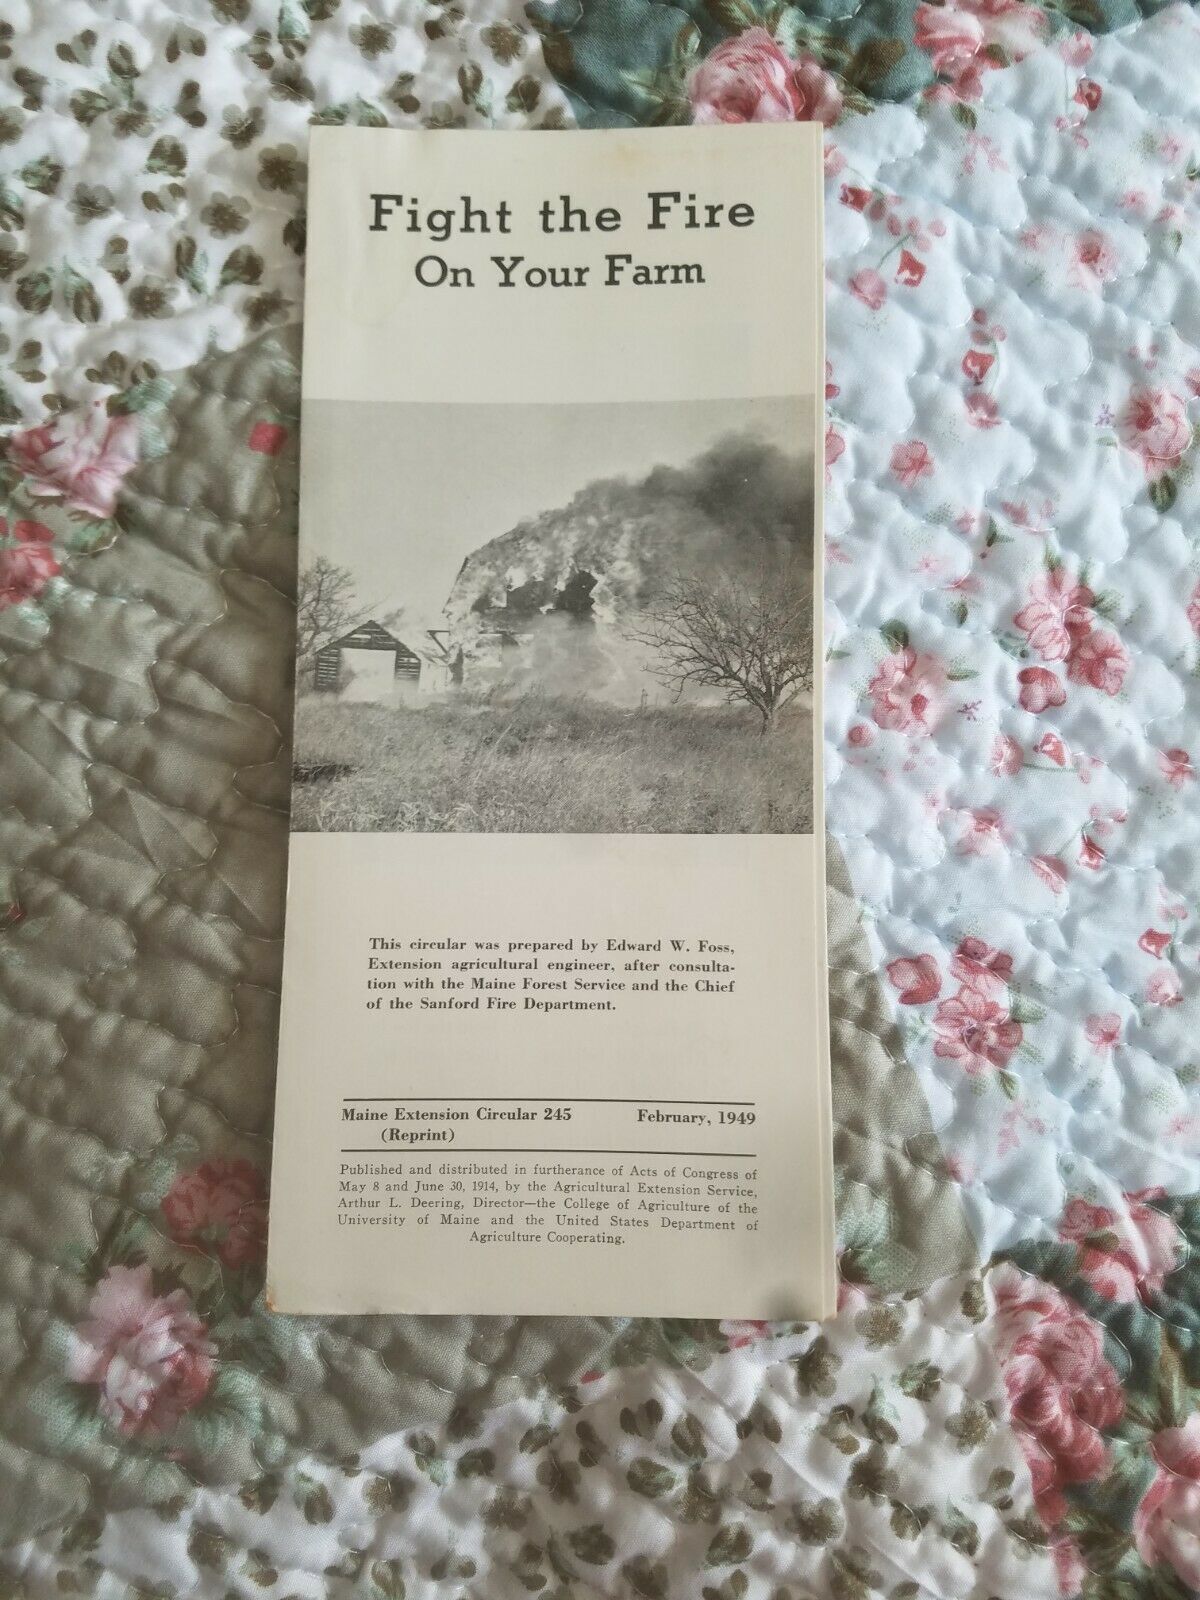 Fight the Fire
On Your Farm
This circular was prepared by Edward W. Foss,
Extension agricultural engineer, after consulta-
tion with the Maine Forest Service and the Chief
of the Sanford Fire Department.
Maine Extension Circular 245 February, 1949
(Reprint)
Published and distributed in furtherance of Acts of Congress of
May 8 and June 30, 1914, by the Agricultural Extension Service,
Arthur L. Deering, Director—the College of Agriculture of the
University of Maine and the United States Department of
Agriculture Cooperating.